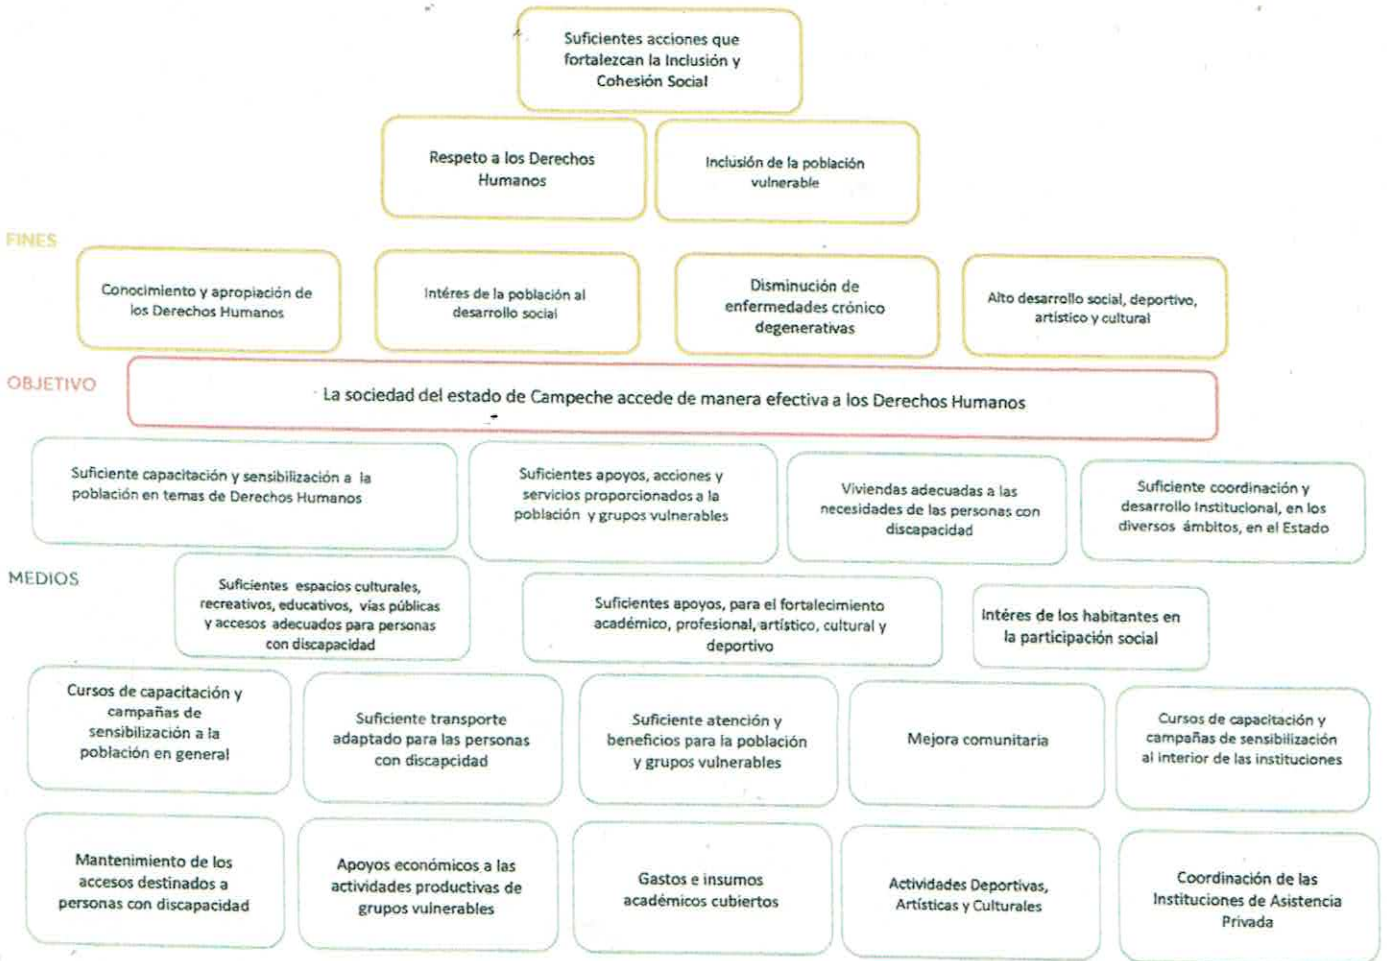 Suficientes acciones que
fortalezcan la Inclusión y
Cohesión Social
Respeto a los Derechos
Humanos
Inclusión de la población
vulnerable
FINES
Conocimiento y apropiación de
los Derechos Humanos
Intéres de la población al
desarrollo social
Disminución de
enfermedades crónico
degenerativas
Alto desarrollo social, deportivo,
artístico y cultural
OBJETIVO
La sociedad del estado de Campeche accede de manera efectiva a los Derechos Humanos
Suficiente capacitación y sensibilización a la
población en temas de Derechos Humanos
Suficientes apoyos, acciones y
servicios proporcionados a la
población y grupos vulnerables
Viviendas adecuadas a las
necesidades de las personas con
discapacidad
Suficiente coordinación y
desarrollo Institucional, en los
diversos ámbitos, en el Estado
MEDIOS
Suficientes espacios culturales,
recreativos, educativos, vías públicas
y accesos adecuados para personas
con discapacidad
Suficientes apoyos, para el fortalecimiento
académico, profesional, artístico, cultural y
deportivo
Intéres de los habitantes en
la participación social
Cursos de capacitación y
campañas de
sensibilización a la
población en general
Suficiente transporte
adaptado para las personas
con discapcidad
Suficiente atención y
beneficios para la población
y grupos vulnerables
Mejora comunitaria
Cursos de capacitación y
campañas de sensibilización
al interior de las instituciones
Mantenimiento de los
accesos destinados a
personas con discapacidad
Apoyos económicos a las
actividades productivas de
grupos vulnerables
Gastos e insumos
académicos cubiertos
Actividades Deportivas,
Artísticas y Culturales
Coordinación de las
Instituciones de Asistencia
Privada